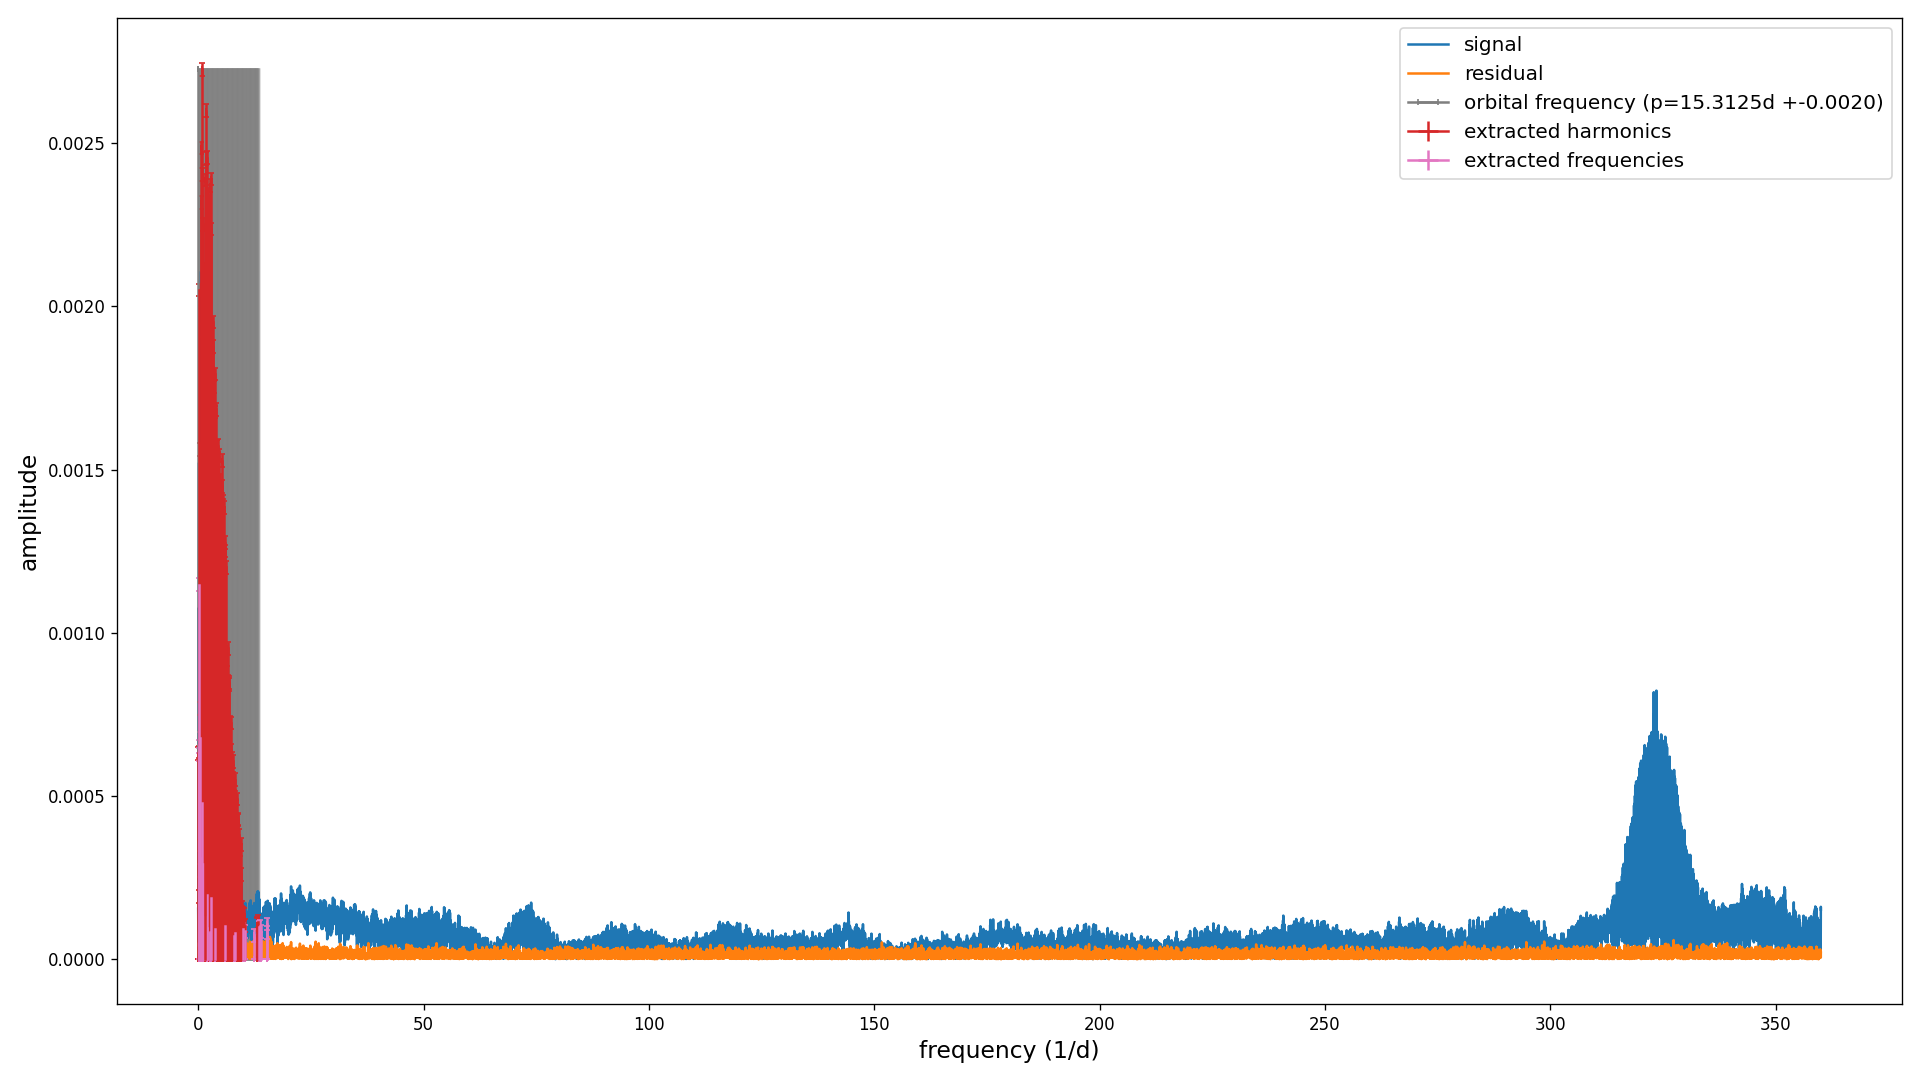 signal
residual
orbital frequency (p=15.3125d +-0.0020)
extracted harmonics
extracted frequencies
amplitude
0.0025
0.0020
0.0015
0.0010
0.0005
0.0000
0 50 100 150 200 250 300 350
frequency (1/d)